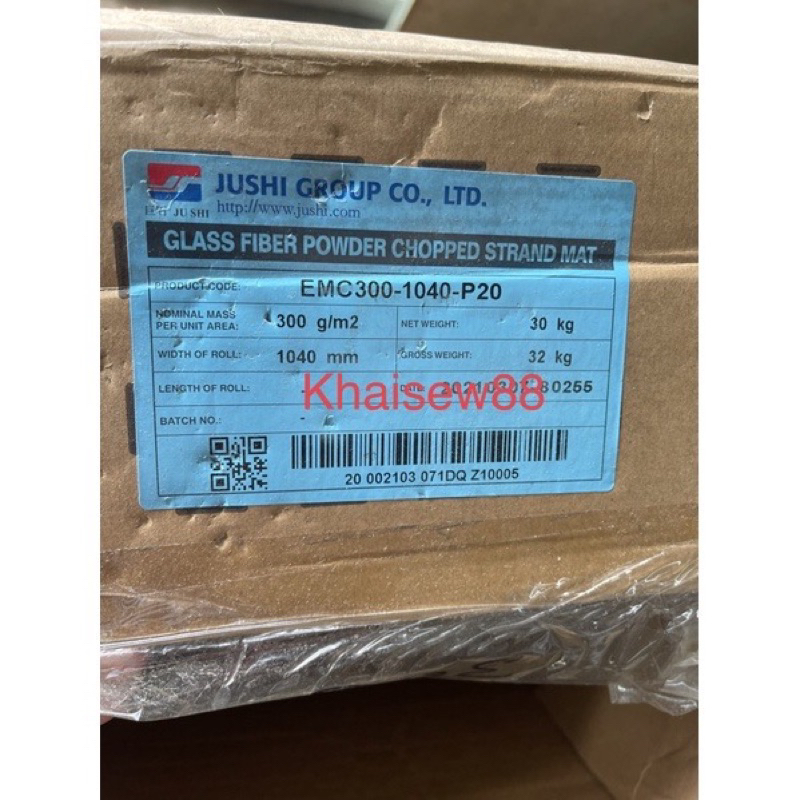 JUSHI GROUP CO., LTD.
巨石 JUSHI http://www.jushi.com
GLASS FIBER POWDER CHOPPED STRAND MAT
PRODUCT CODE: EMC300-1040-P20
NOMINAL MASS PER UNIT AREA: 300 g/m2 NET WEIGHT: 30 kg
WIDTH OF ROLL: 1040 mm GROSS WEIGHT: 32 kg
LENGTH OF ROLL: - DATE: 80255
Khaisew88
BATCH NO.: -
20 002103 071DQ Z10005